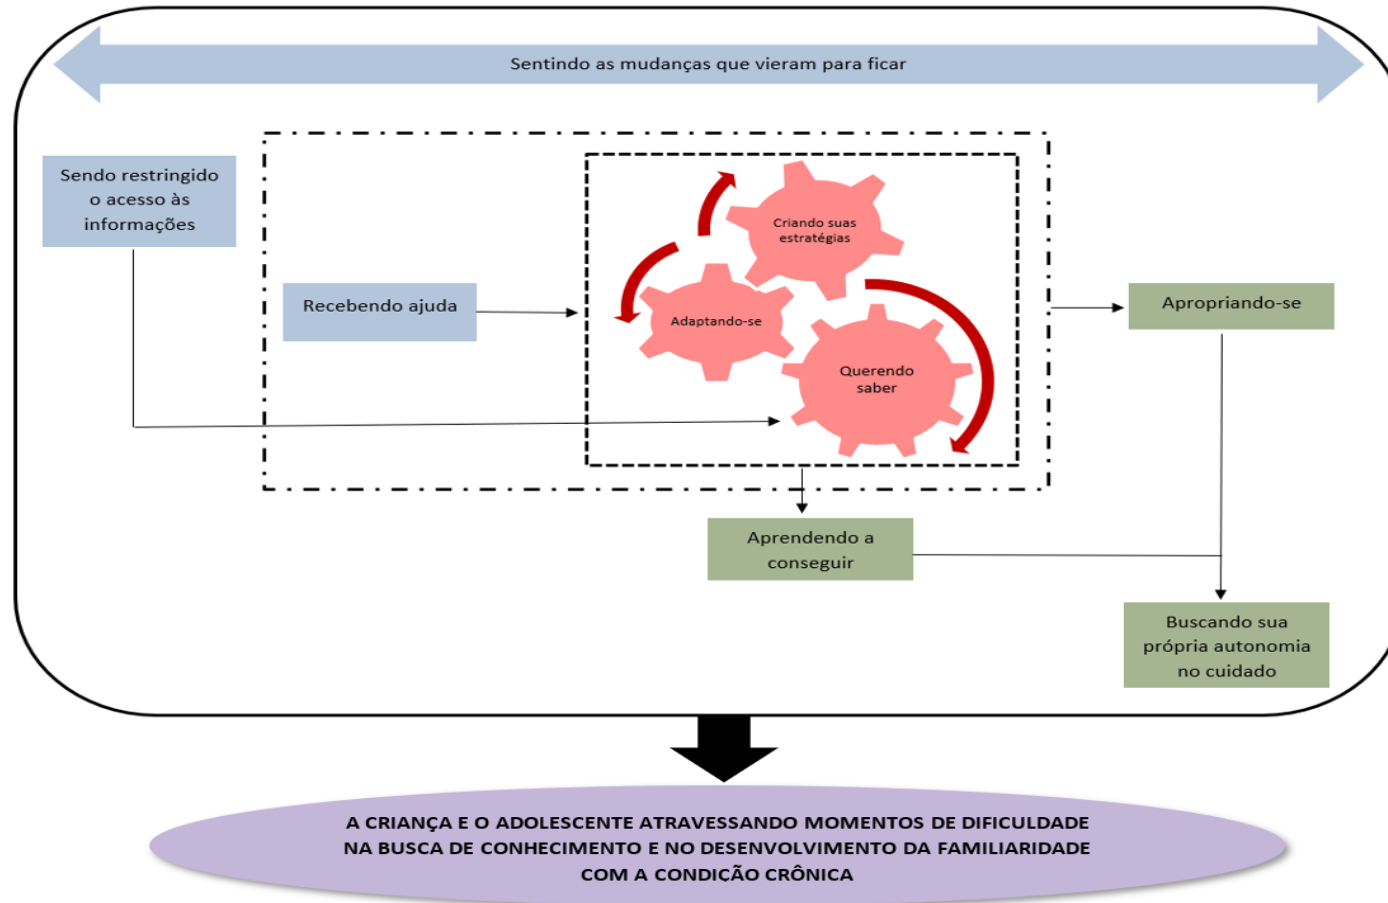 Sentindo as mudanças que vieram para ficar
Sendo restringido
o acesso às
informações
Criando suas
estratégias
Recebendo ajuda
Adaptando-se
Apropriando-se
Querendo
saber
Aprendendo a
conseguir
Buscando sua
própria autonomia
no cuidado
A CRIANÇA E O ADOLESCENTE ATRAVESSANDO MOMENTOS DE DIFICULDADE
NA BUSCA DE CONHECIMENTO E NO DESENVOLVIMENTO DA FAMILIARIDADE
COM A CONDIÇÃO CRÔNICA